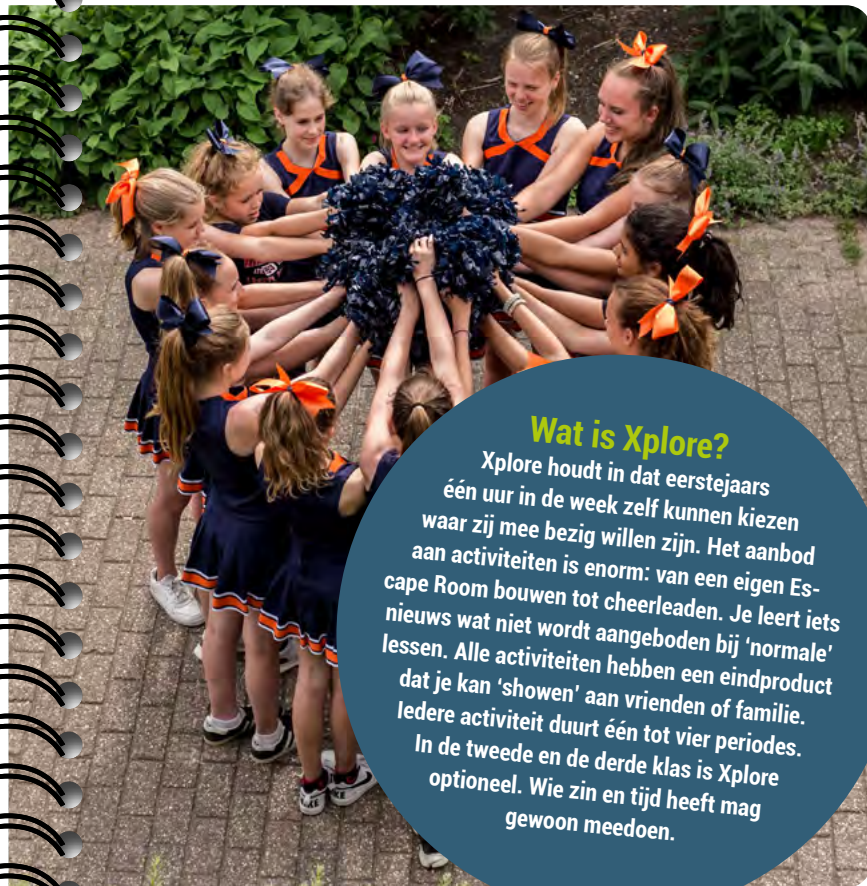 Wat is Xplore?
Xplore houdt in dat eerstejaars
één uur in de week zelf kunnen kiezen
waar zij mee bezig willen zijn. Het aanbod
aan activiteiten is enorm: van een eigen Es-
cape Room bouwen tot cheerleaden. Je leert iets
nieuws wat niet wordt aangeboden bij ‘normale’
lessen. Alle activiteiten hebben een eindproduct
dat je kan ‘showen’ aan vrienden of familie.
Iedere activiteit duurt één tot vier periodes.
In de tweede en de derde klas is Xplore
optioneel. Wie zin en tijd heeft mag
gewoon meedoen.